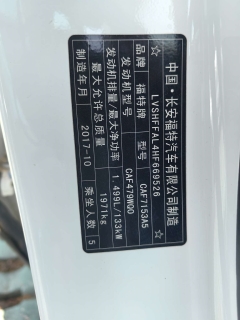 中国·长安福特汽车有限公司制造
LVSHFFAL4HF669526
品牌 福特牌 型号 CAF7153A5
发动机型号 CAF479WQ0
发动机排量/最大净功率 1.499L/133kW
最大允许总质量 1971kg
制造年月 2017-10 乘坐人数 5